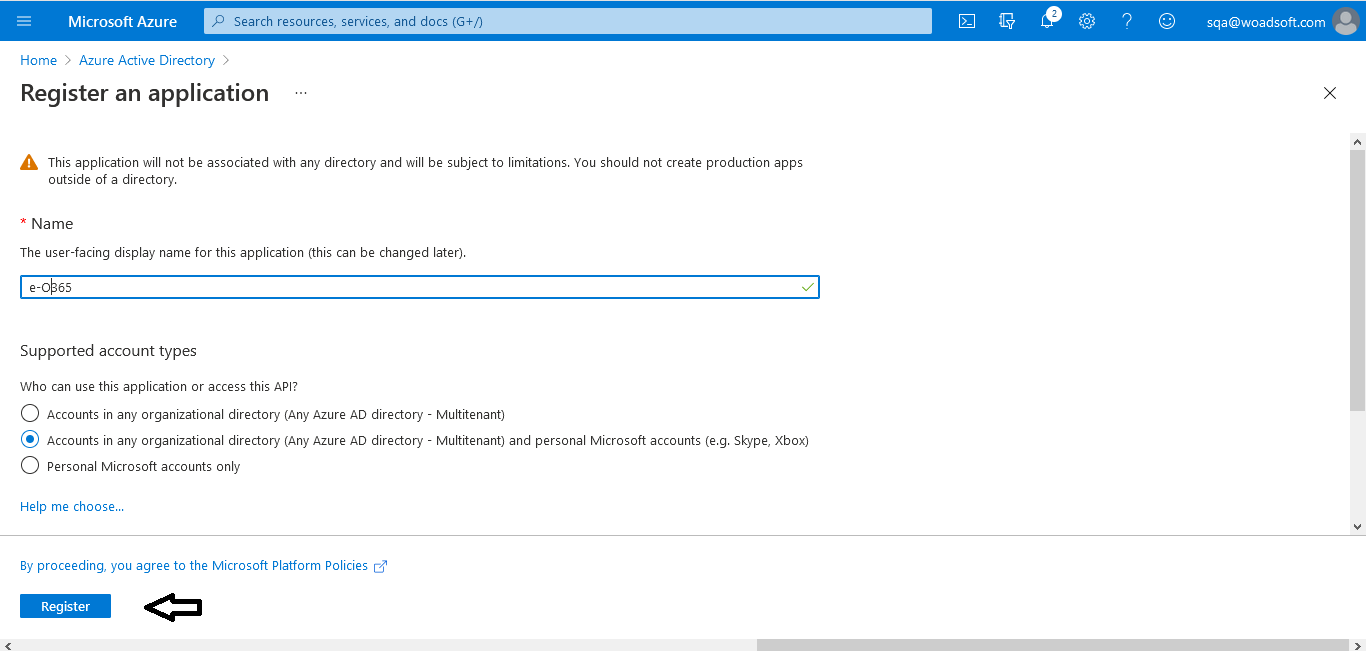 Microsoft Azure
Search resources, services, and docs (G+/)
2
sqa@woadsoft.com
Home > Azure Active Directory >
Register an application ...
This application will not be associated with any directory and will be subject to limitations. You should not create production apps
outside of a directory.
* Name
The user-facing display name for this application (this can be changed later).
e-O365
Supported account types
Who can use this application or access this API?
Accounts in any organizational directory (Any Azure AD directory - Multitenant)
Accounts in any organizational directory (Any Azure AD directory - Multitenant) and personal Microsoft accounts (e.g. Skype, Xbox)
Personal Microsoft accounts only
Help me choose...
By proceeding, you agree to the Microsoft Platform Policies
Register